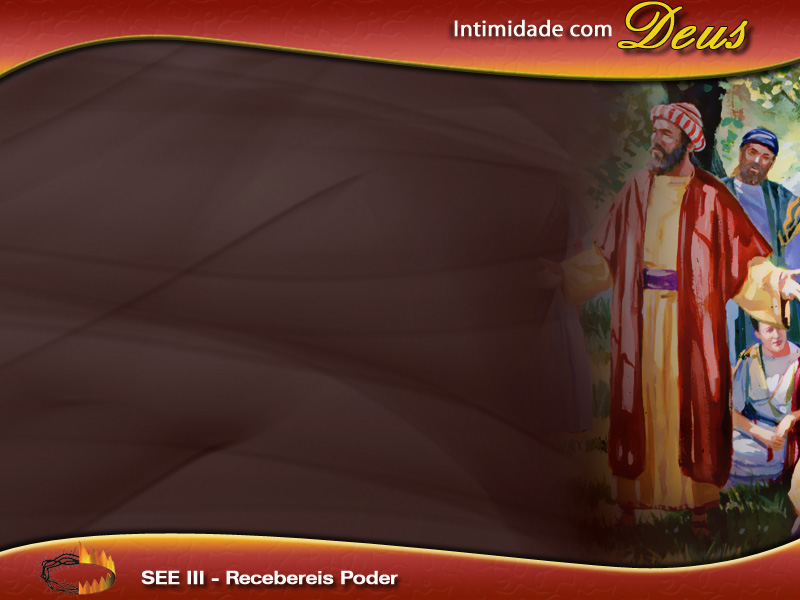 Intimidade com Deus
SEE III - Recebereis Poder